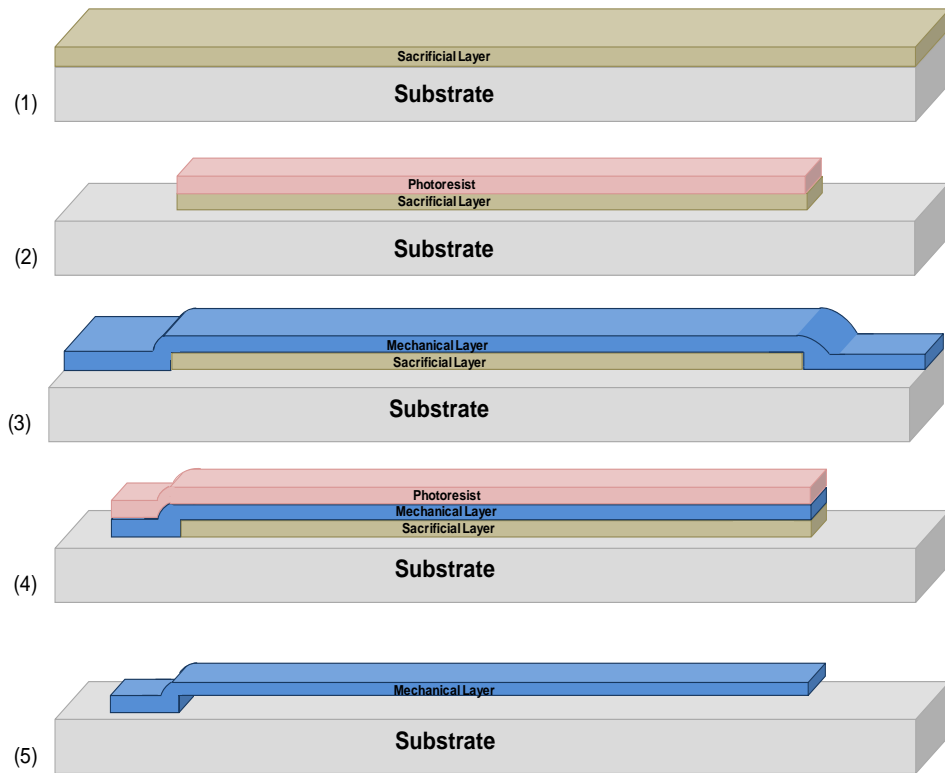 Sacrificial Layer
Substrate
(1)
Photoresist
Sacrificial Layer
Substrate
(2)
Mechanical Layer
Sacrificial Layer
Substrate
(3)
Photoresist
Mechanical Layer
Sacrificial Layer
Substrate
(4)
Mechanical Layer
Substrate
(5)